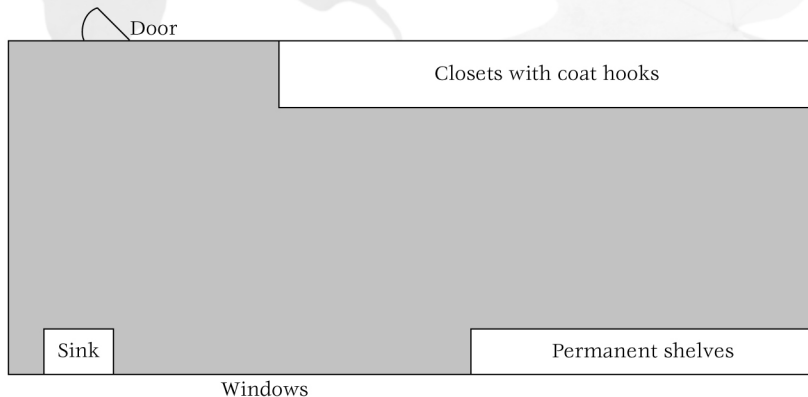 Door
Closets with coat hooks
Sink
Permanent shelves
Windows